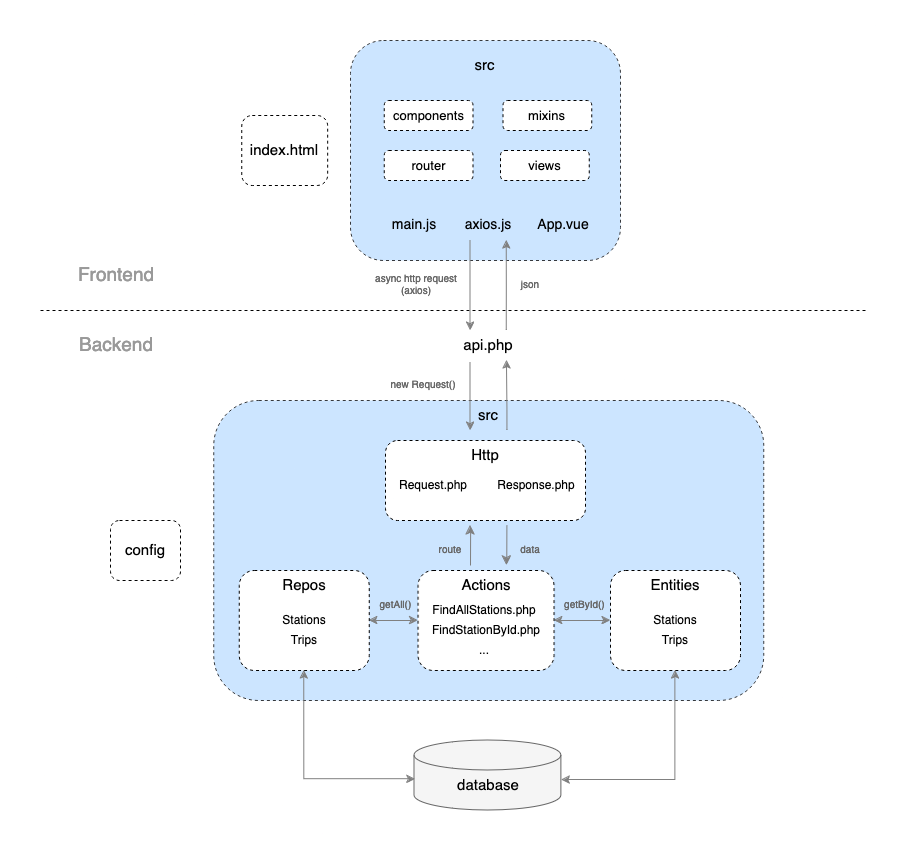 src
components
mixins
index.html
router
views
main.js
axios.js
App.vue
Frontend
async http request
(axios)
json
Backend
api.php
new Request()
src
Http
Request.php
Response.php
config
route
data
Repos
Actions
Entities
getAll()
getById()
Stations
Trips
FindAllStations.php
FindStationById.php
...
Stations
Trips
database